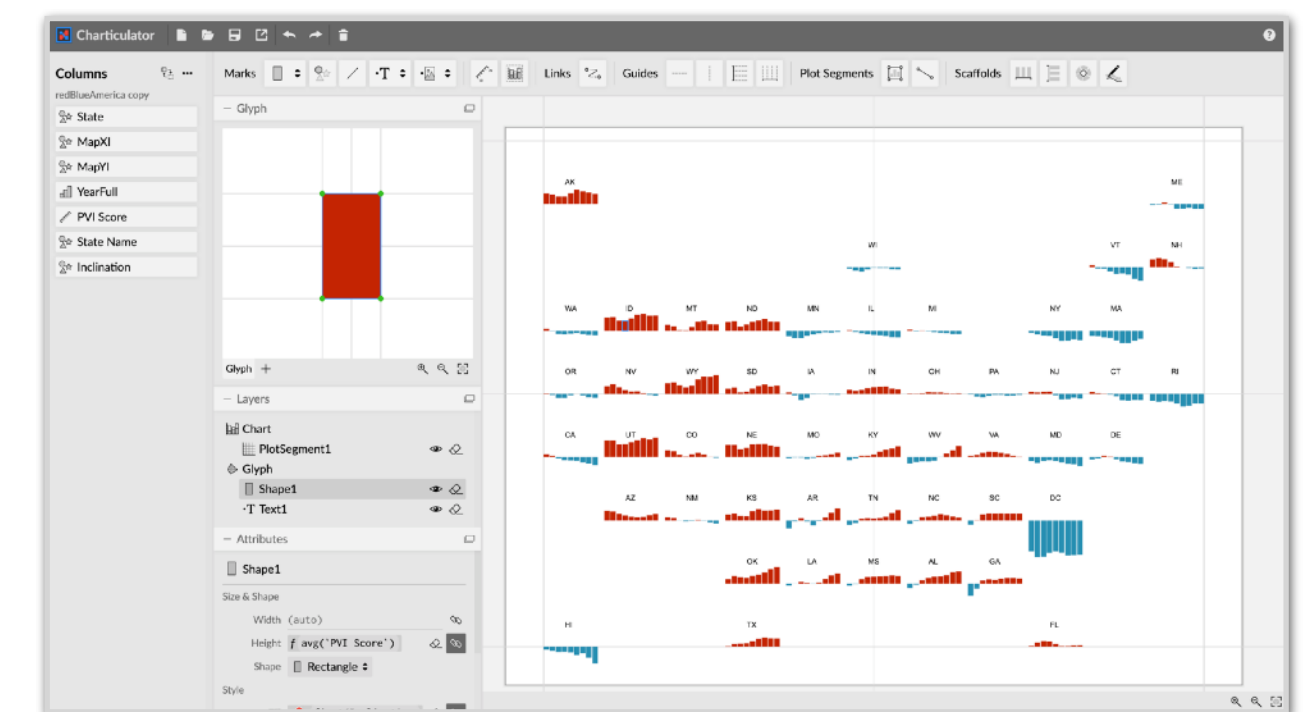 Charticulator
Columns
redBlueAmerica copy
State
MapXI
MapYI
YearFull
PVI Score
State Name
Inclination
Marks T Links Guides Plot Segments Scaffolds
Glyph
Glyph +
Layers
Chart
PlotSegment1
Glyph
Shape1
T Text1
Attributes
Shape1
Size & Shape
Width (auto)
Height f avg(`PVI Score`)
Shape Rectangle
Style
AK ME
WI VT NH
WA ID MT ND MN IL MI NY MA
OR NV WY SD IA IN OH PA NJ CT RI
CA UT CO NE MO KY WV VA MD DE
AZ NM KS AR TN NC SC DC
OK LA MS AL GA
HI TX FL